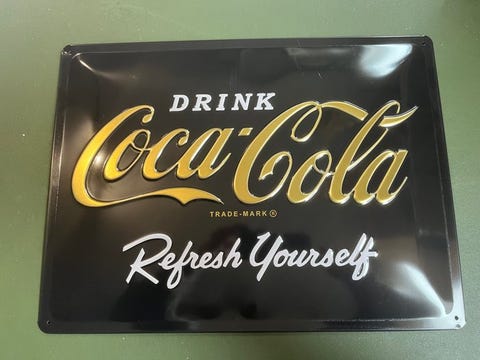 DRINK
Coca-Cola
TRADE-MARK ®
Refresh Yourself